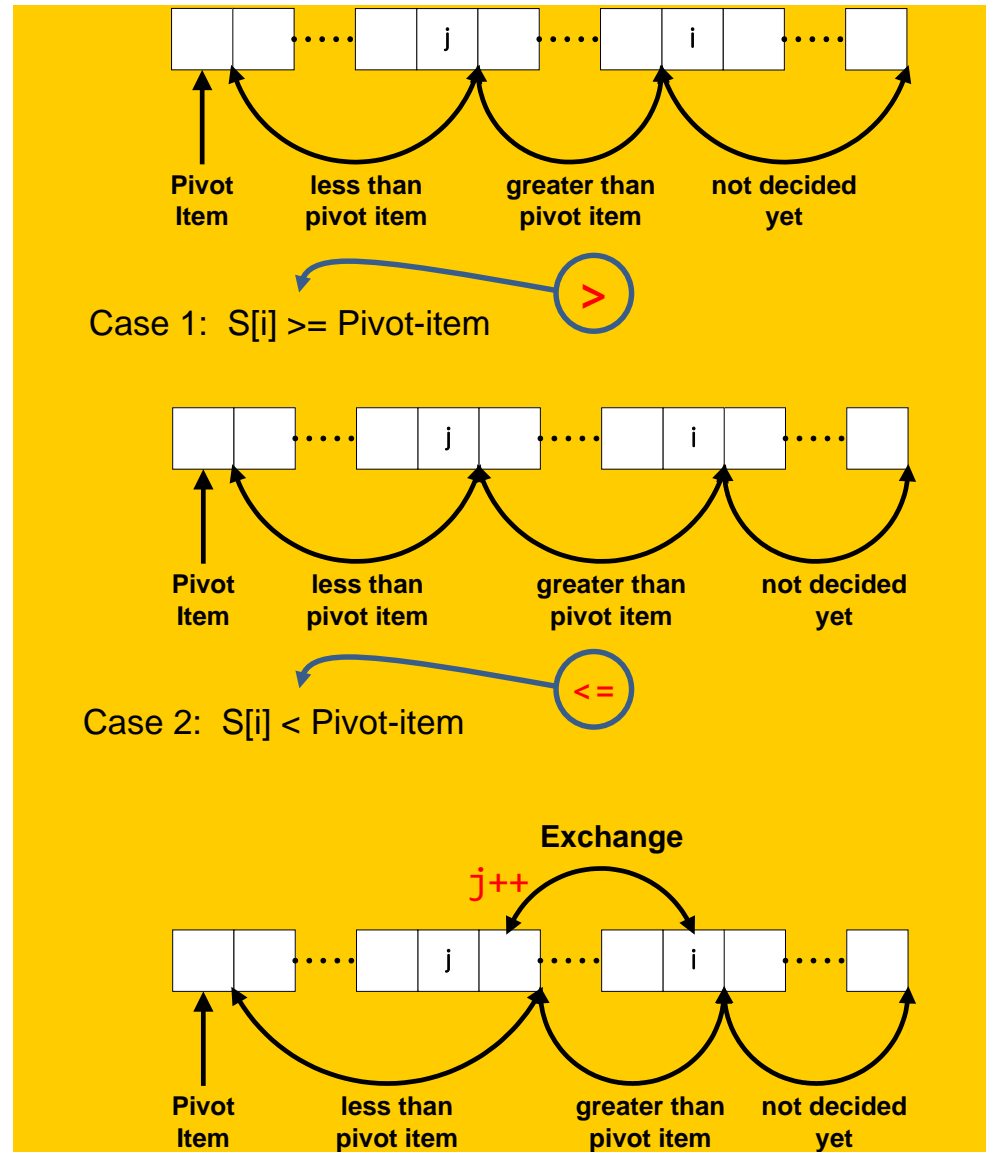 j i
Pivot Item less than pivot item greater than pivot item not decided yet
>
Case 1: S[i] >= Pivot-item
j i
Pivot Item less than pivot item greater than pivot item not decided yet
<=
Case 2: S[i] < Pivot-item
Exchange
j++
j i
Pivot Item less than pivot item greater than pivot item not decided yet